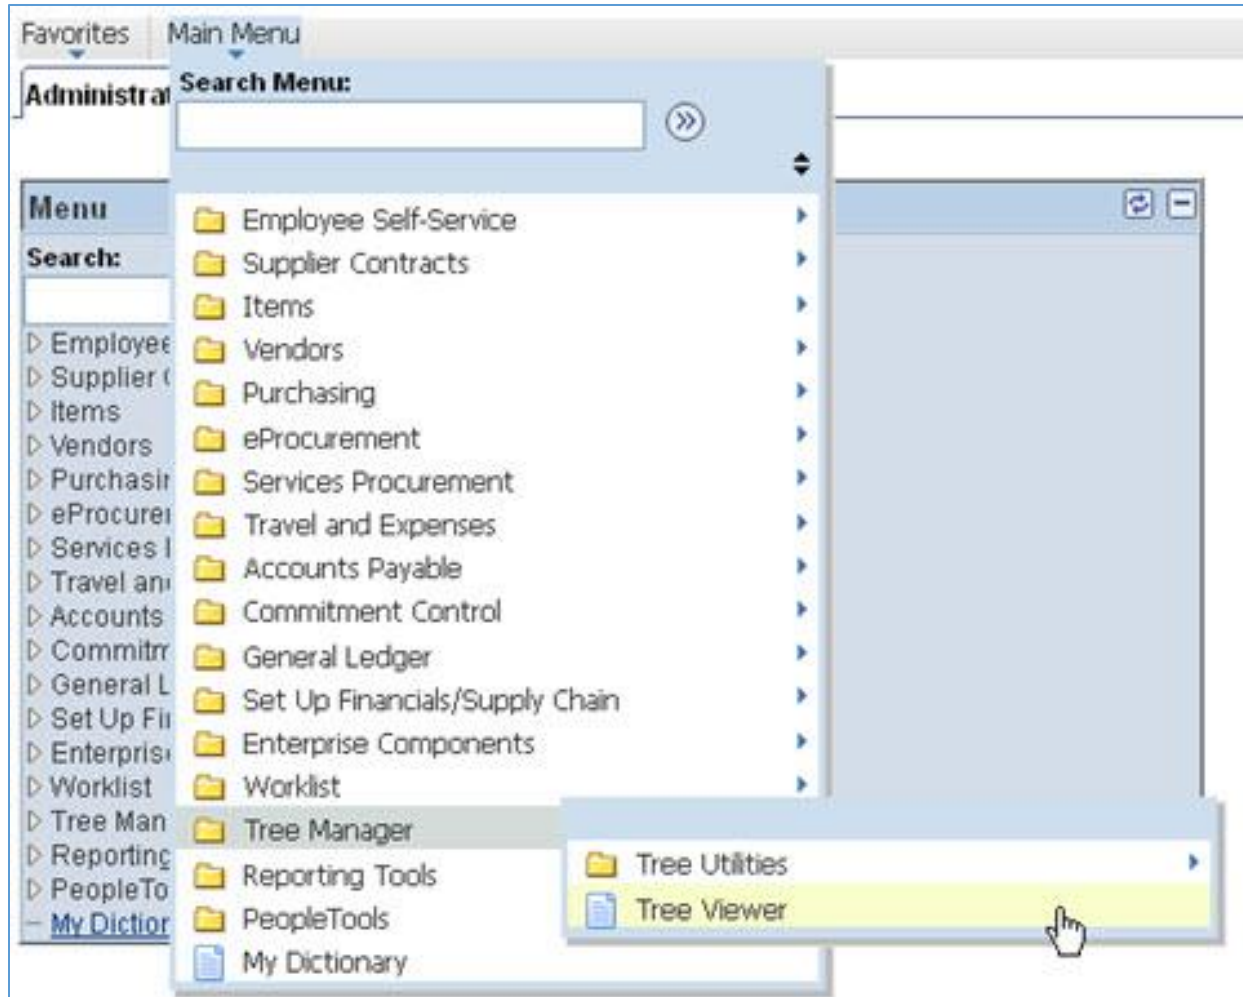 Favorites
Main Menu
Administrat
Search Menu:
Menu
Search:
Employee
Supplier
Items
Vendors
Purchasin
eProcure
Services
Travel an
Accounts
Commitm
General L
Set Up Fi
Enterpris
Worklist
Tree Man
Reporting
PeopleTo
My Diction
Employee Self-Service
Supplier Contracts
Items
Vendors
Purchasing
eProcurement
Services Procurement
Travel and Expenses
Accounts Payable
Commitment Control
General Ledger
Set Up Financials/Supply Chain
Enterprise Components
Worklist
Tree Manager
Reporting Tools
PeopleTools
My Dictionary
Tree Utilities
Tree Viewer